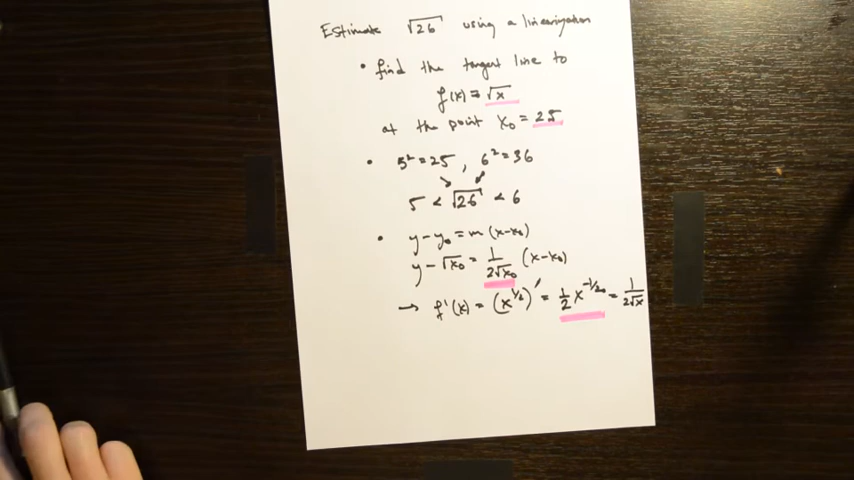 Estimate √26 using a linearization
• find the tangent line to
f(x) = √x
at the point x₀ = 25
• 5² = 25 , 6² = 36
5 < √26 < 6
• y - y₀ = m (x - x₀)
y - √x₀ = 1/(2√x₀) (x - x₀)
→ f'(x) = (x^(1/2))' = 1/2 x^(-1/2) = 1/(2√x)